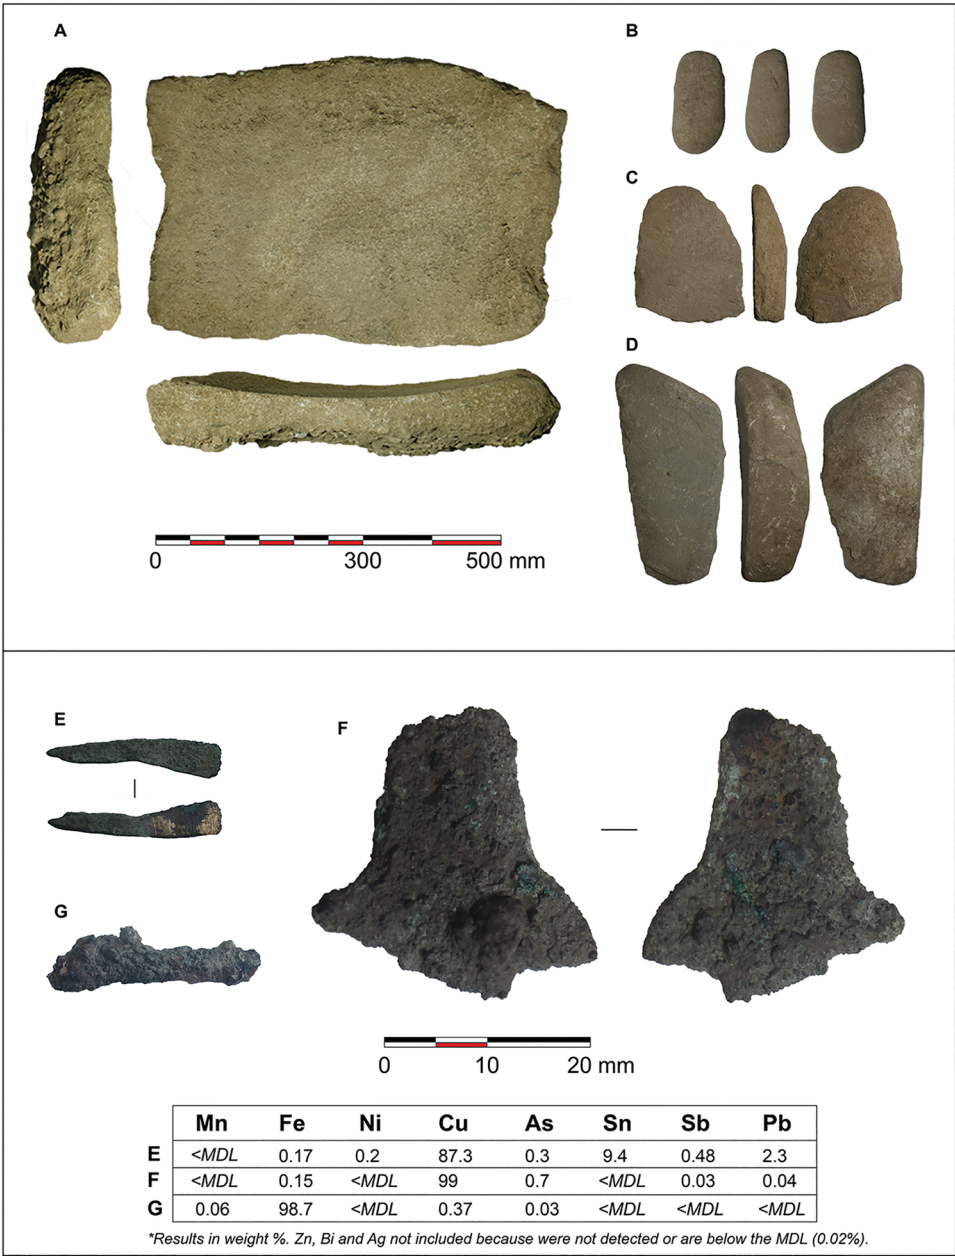 A
B
C
D
0 300 500 mm
E
F
G
0 10 20 mm
Mn Fe Ni Cu As Sn Sb Pb
E <MDL 0.17 0.2 87.3 0.3 9.4 0.48 2.3
F <MDL 0.15 <MDL 99 0.7 <MDL 0.03 0.04
G 0.06 98.7 <MDL 0.37 0.03 <MDL <MDL <MDL
*Results in weight %. Zn, Bi and Ag not included because were not detected or are below the MDL (0.02%).